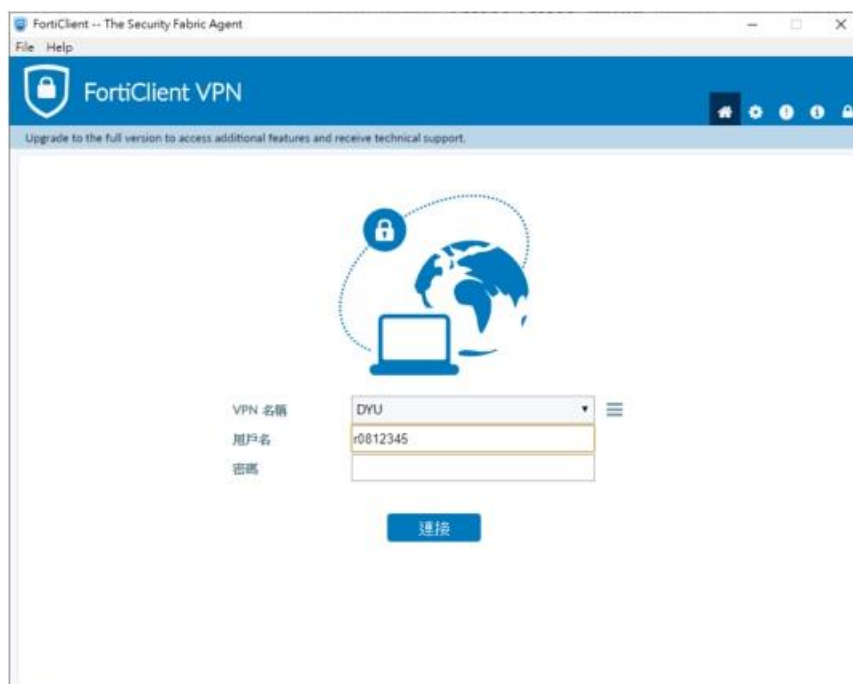 FortiClient -- The Security Fabric Agent
File Help
FortiClient VPN
Upgrade to the full version to access additional features and receive technical support.
VPN 名稱 DYU
用戶名 r0812345
密碼
連接